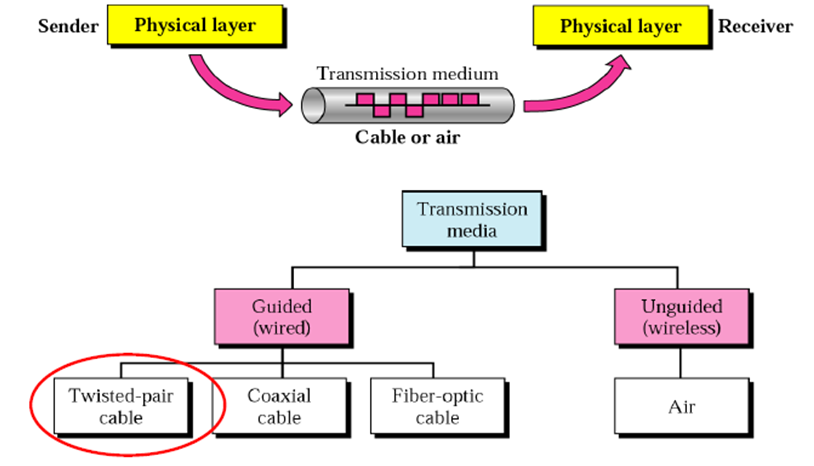 Sender
Physical layer
Physical layer
Receiver
Transmission medium
Cable or air
Transmission
media
Guided
(wired)
Unguided
(wireless)
Twisted-pair
cable
Coaxial
cable
Fiber-optic
cable
Air